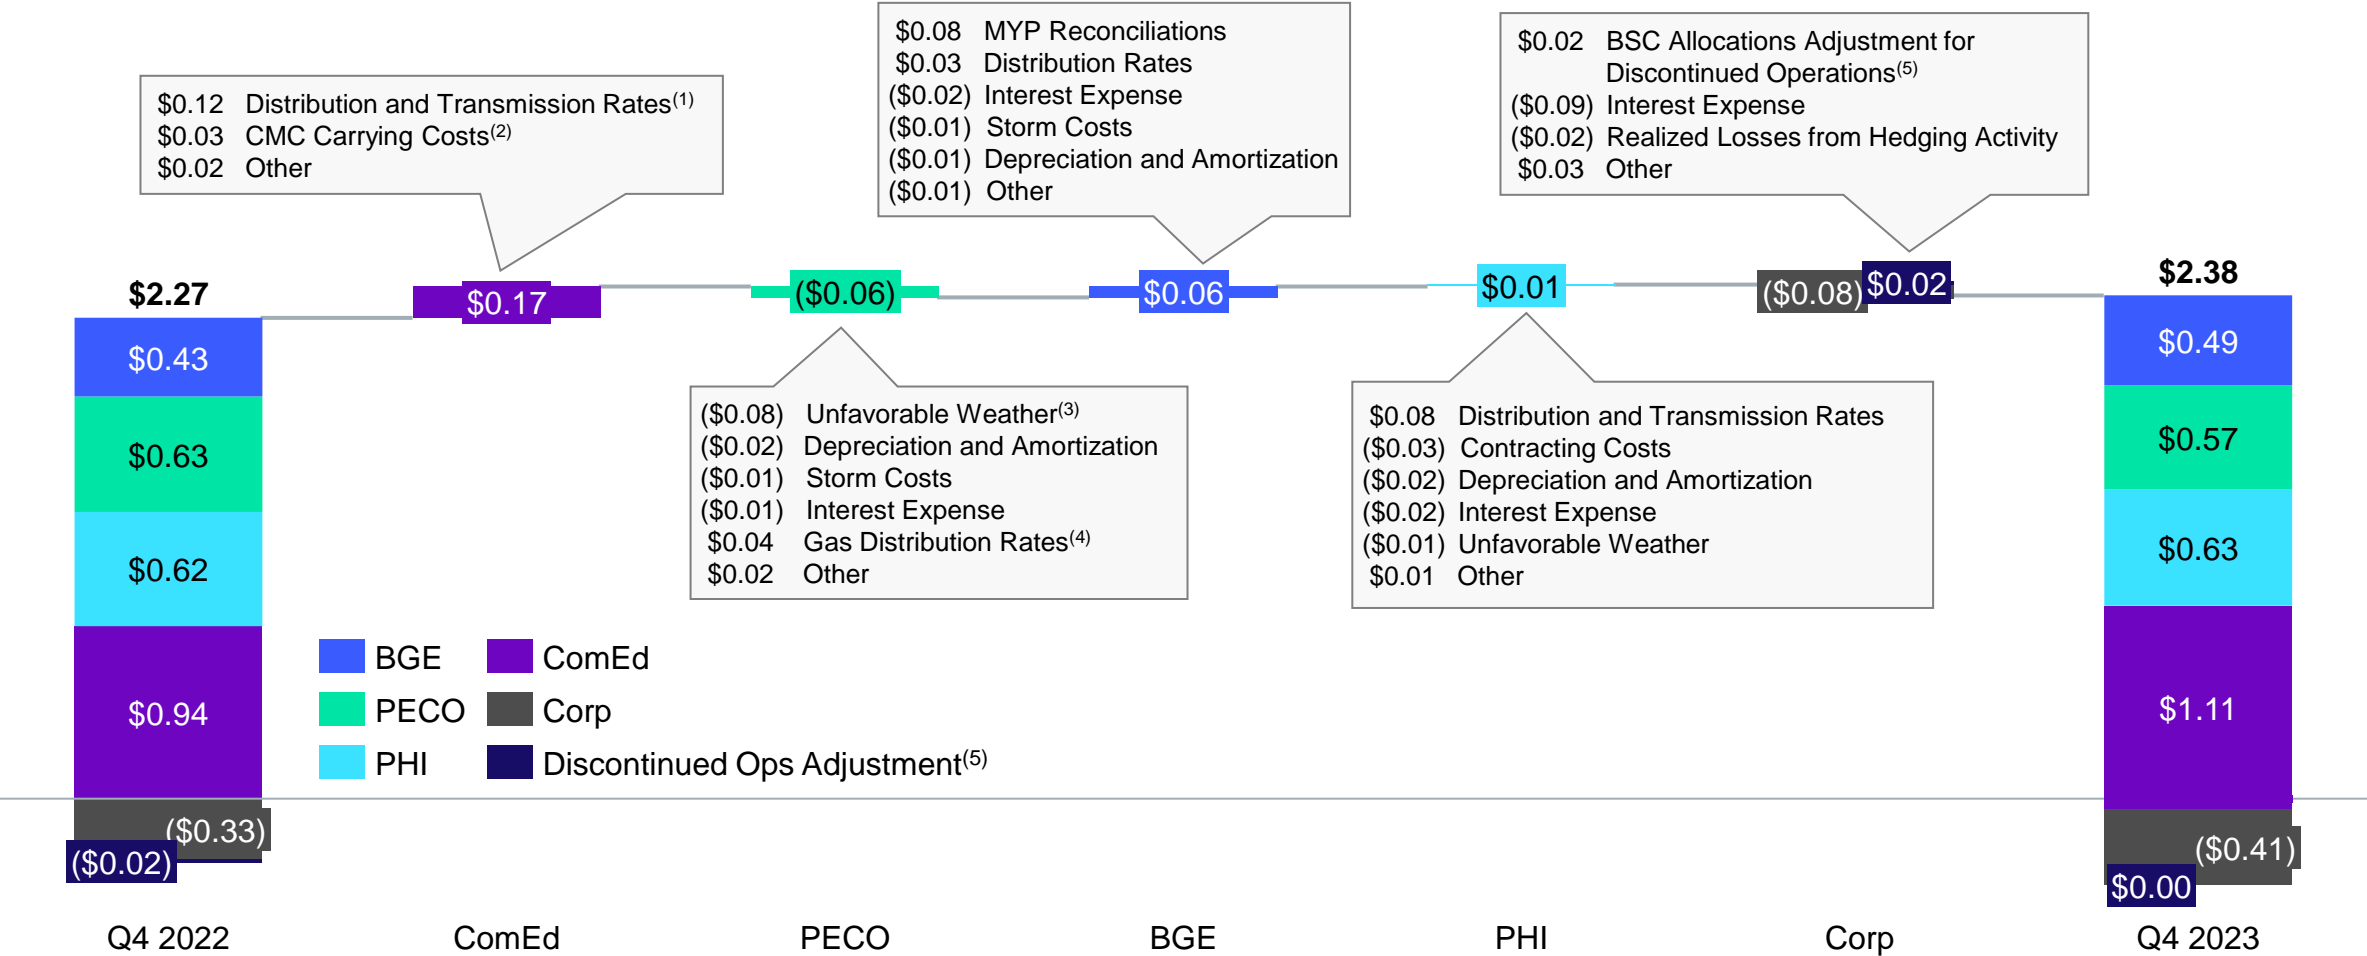 $0.12 Distribution and Transmission Rates(1)
$0.03 CMC Carrying Costs(2)
$0.02 Other
$0.08 MYP Reconciliations
$0.03 Distribution Rates
($0.02) Interest Expense
($0.01) Storm Costs
($0.01) Depreciation and Amortization
($0.01) Other
$0.02 BSC Allocations Adjustment for
Discontinued Operations(5)
($0.09) Interest Expense
($0.02) Realized Losses from Hedging Activity
$0.03 Other
$2.27
$0.17
($0.06)
$0.06
$0.01
($0.08)
$0.02
$2.38
$0.43
$0.63
$0.62
$0.94
($0.33)
($0.02)
($0.08) Unfavorable Weather(3)
($0.02) Depreciation and Amortization
($0.01) Storm Costs
($0.01) Interest Expense
$0.04 Gas Distribution Rates(4)
$0.02 Other
$0.08 Distribution and Transmission Rates
($0.03) Contracting Costs
($0.02) Depreciation and Amortization
($0.02) Interest Expense
($0.01) Unfavorable Weather
$0.01 Other
$0.49
$0.57
$0.63
$1.11
($0.41)
$0.00
BGE ComEd
PECO Corp
PHI Discontinued Ops Adjustment(5)
Q4 2022 ComEd PECO BGE PHI Corp Q4 2023